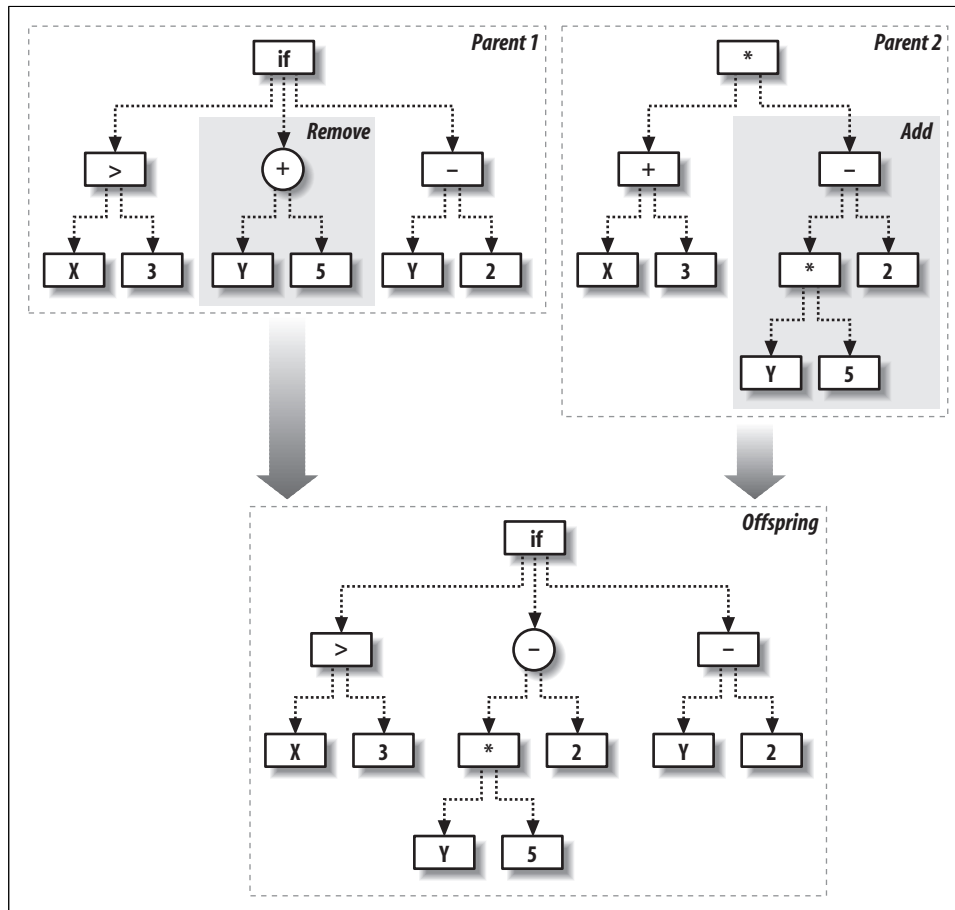 Parent 1
if
Remove
>
+
–
X
3
Y
5
Y
2
Parent 2
*
Add
+
–
X
3
*
2
Y
5
Offspring
if
>
–
–
X
3
*
2
Y
2
Y
5